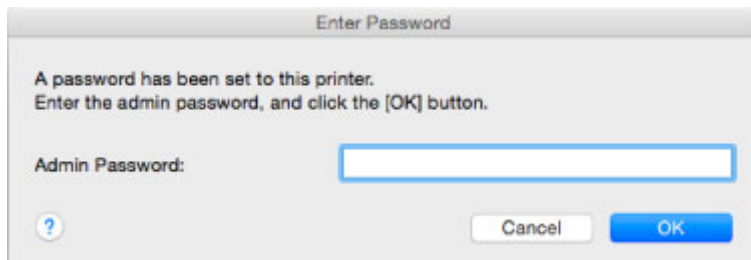 Enter Password
A password has been set to this printer.
Enter the admin password, and click the [OK] button.
Admin Password:
? Cancel OK